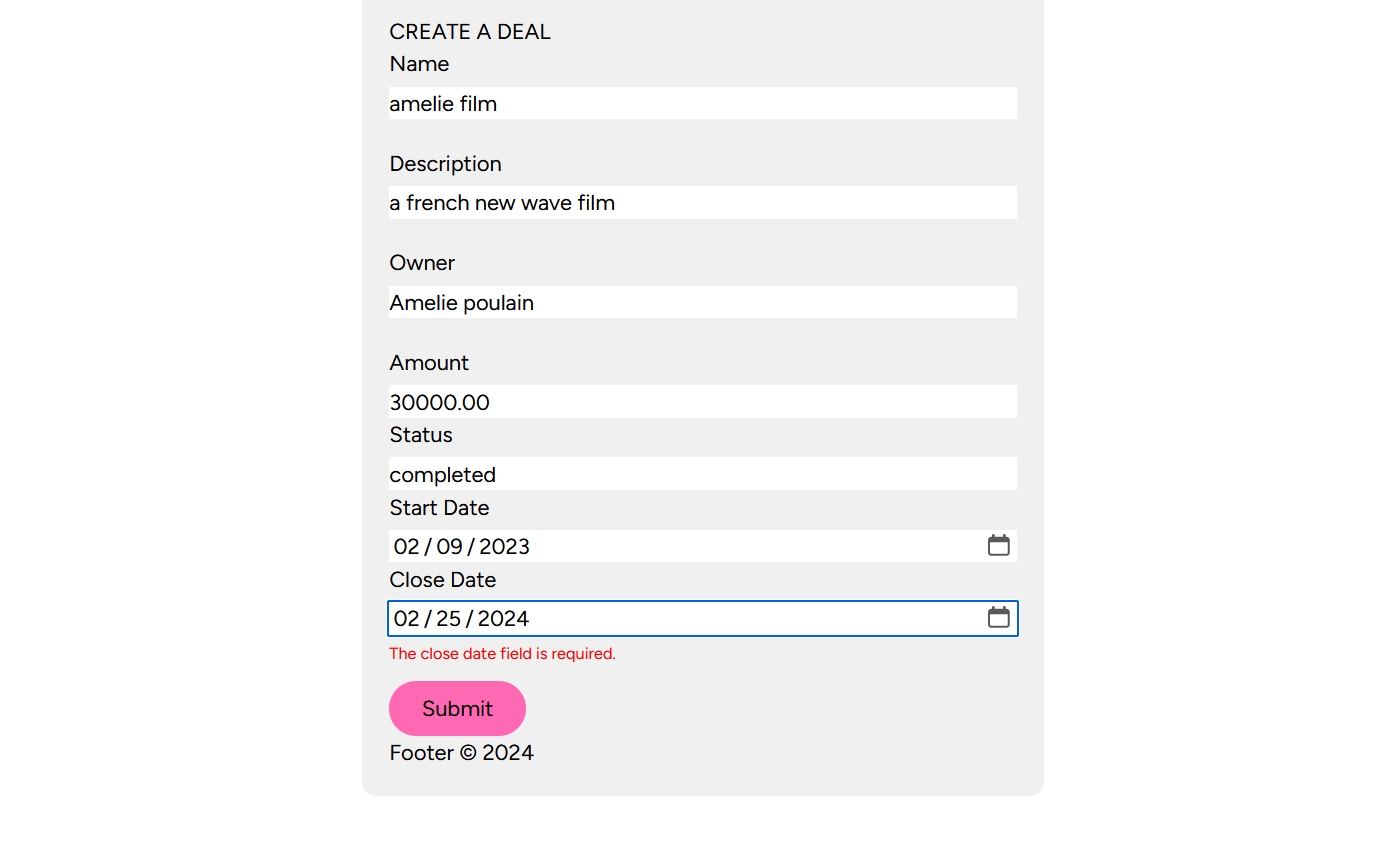 CREATE A DEAL
Name
amelie film
Description
a french new wave film
Owner
Amelie poulain
Amount
30000.00
Status
completed
Start Date
02 / 09 / 2023
Close Date
02 / 25 / 2024
The close date field is required.
Submit
Footer © 2024